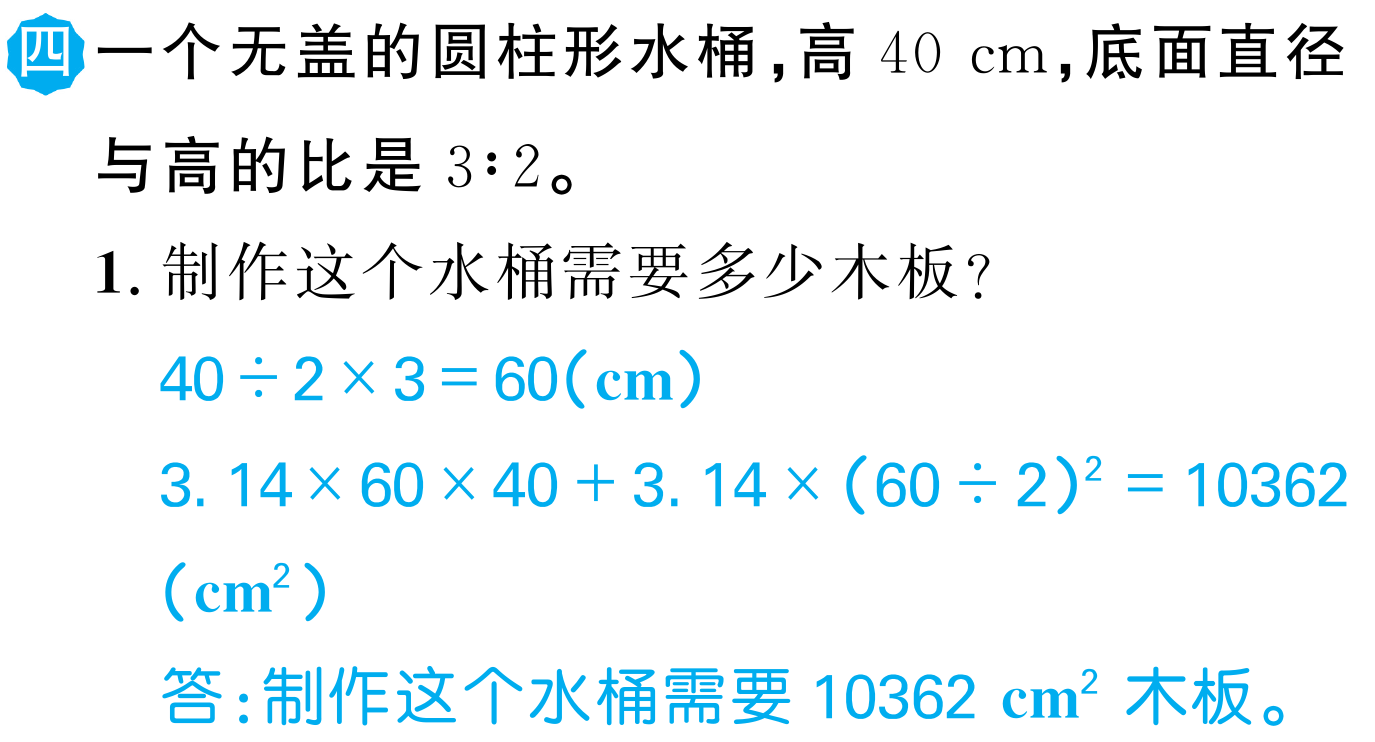 四 一个无盖的圆柱形水桶,高 40 cm,底面直径
与高的比是 3∶2。
1. 制作这个水桶需要多少木板?
40÷2×3=60(cm)
3.14×60×40+3.14×(60÷2)²=10362
(cm²)
答:制作这个水桶需要 10362 cm² 木板。